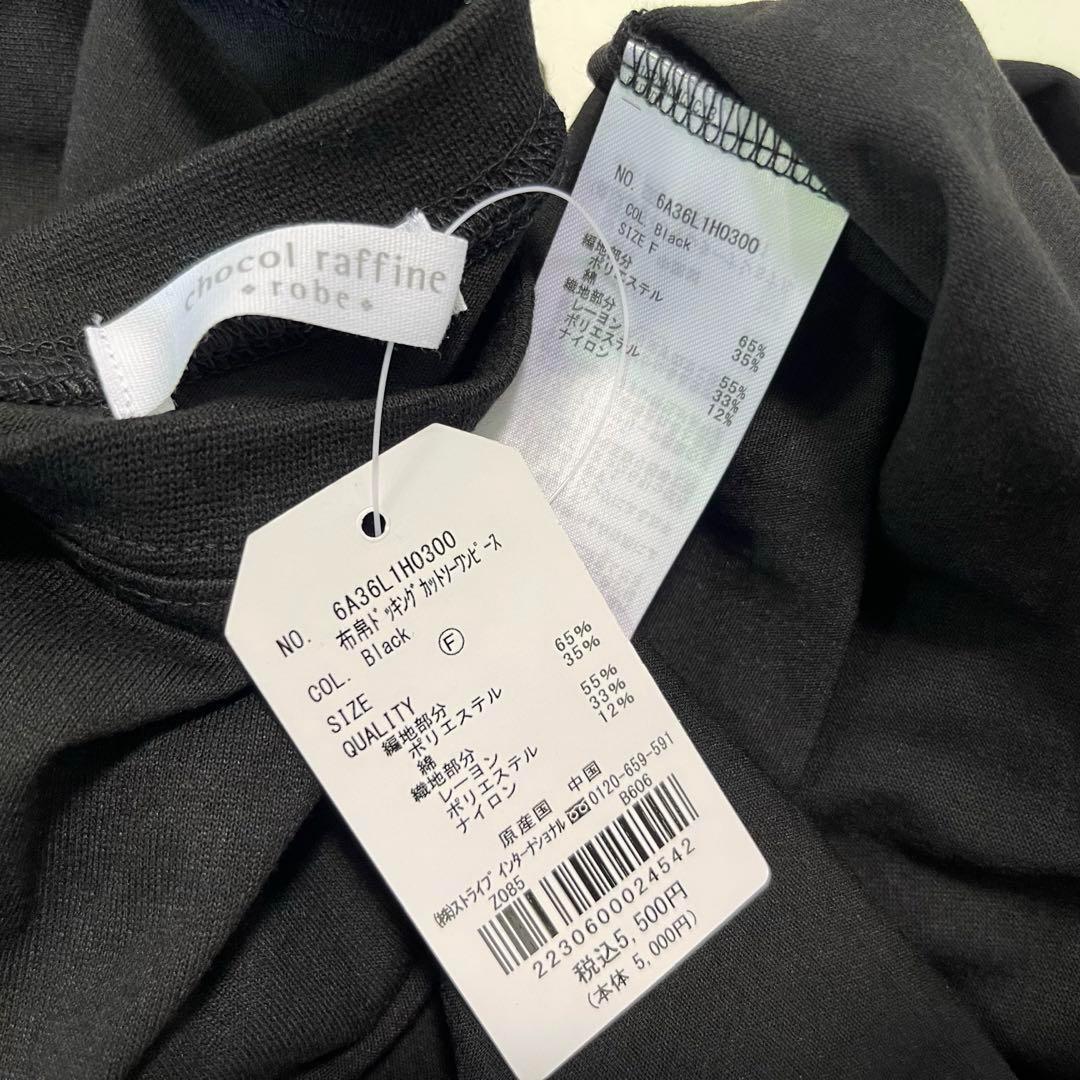 chocol raffine
robe
NO. 6A36L1H0300
COL. Black
SIZE F
編地部分
ポリエステル 65%
綿 35%
織地部分
レーヨン 55%
ポリエステル 33%
ナイロン 12%
NO. 6A36L1H0300
布帛ドッキングカットソーワンピース
COL. Black
SIZE Ⓕ
QUALITY
編地部分
ポリエステル 65%
綿 35%
織地部分
レーヨン 55%
ポリエステル 33%
ナイロン 12%
原産国 中国
㈱ストライプインターナショナル 0120-659-591
Z085 B606
2230600024542
税込5,500円
(本体 5,000円)